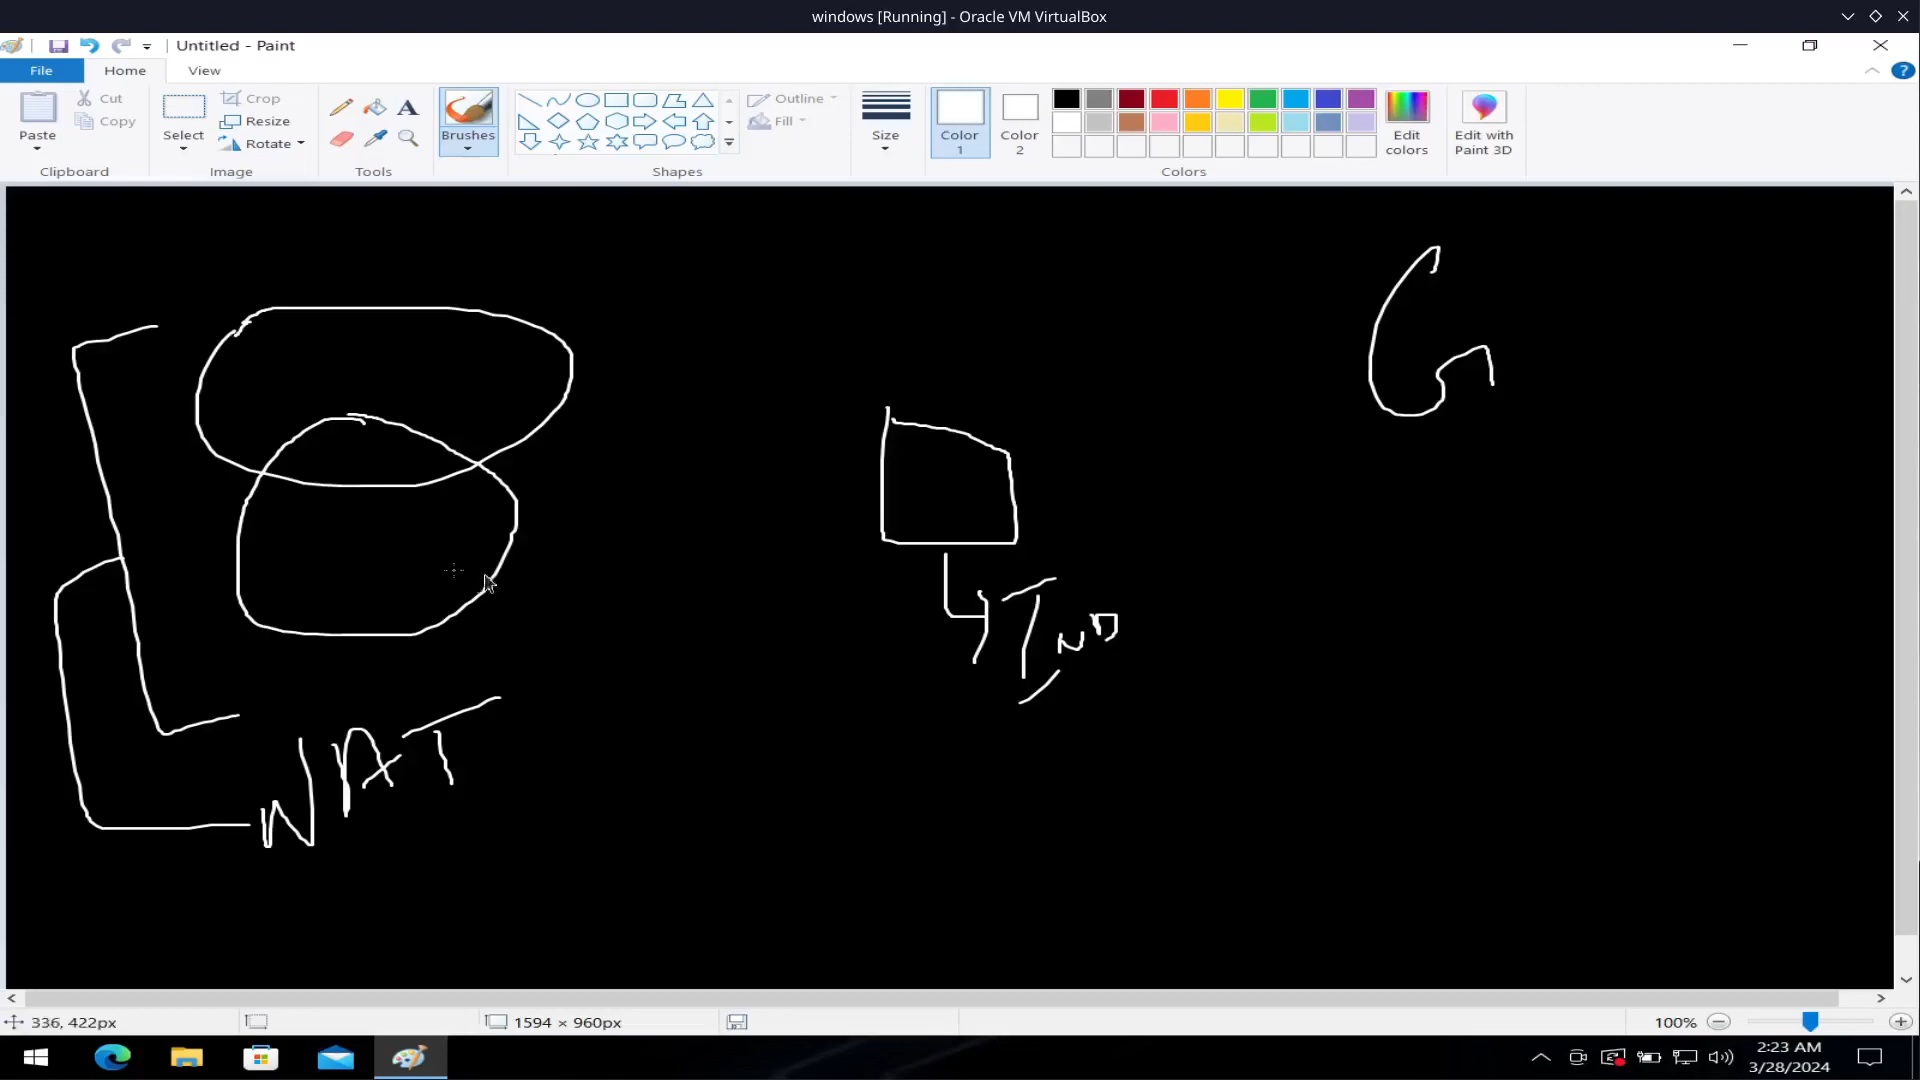 windows [Running] - Oracle VM VirtualBox
Untitled - Paint
File Home View
Paste
Cut
Copy
Clipboard
Select
Crop
Resize
Rotate
Image
A
Tools
Brushes
Shapes
Outline
Fill
Size
Color 1
Color 2
Edit colors
Colors
Edit with Paint 3D
?
G
IND
NAT
336, 422px
1594 × 960px
100%
2:23 AM
3/28/2024